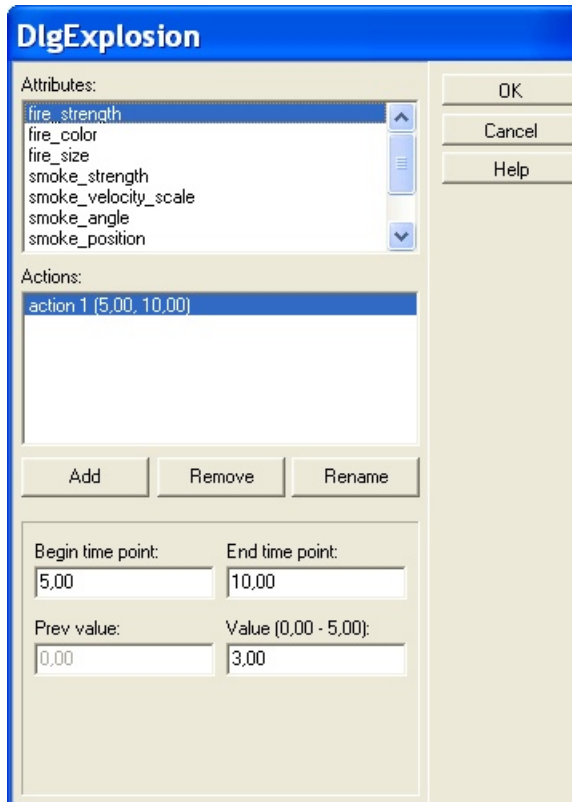 DlgExplosion
Attributes:
fire_strength
fire_color
fire_size
smoke_strength
smoke_velocity_scale
smoke_angle
smoke_position
OK
Cancel
Help
Actions:
action 1 (5,00, 10,00)
Add Remove Rename
Begin time point: End time point:
5,00 10,00
Prev value: Value (0,00 - 5,00):
0,00 3,00